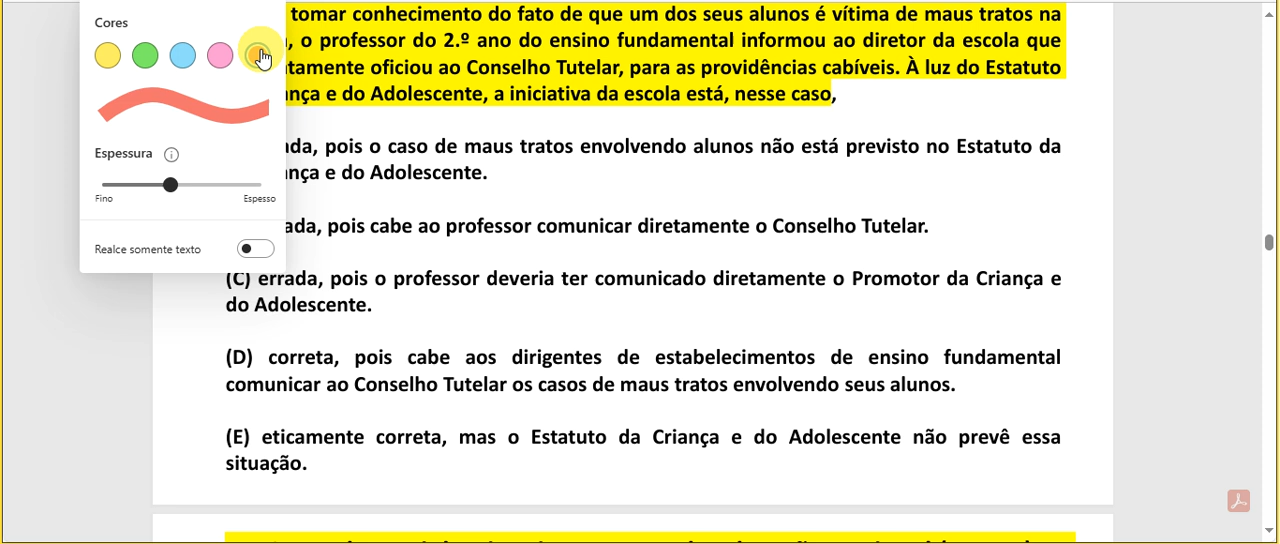 Cores
Espessura
Fino Espesso
Realce somente texto
tomar conhecimento do fato de que um dos seus alunos é vítima de maus tratos na
, o professor do 2.º ano do ensino fundamental informou ao diretor da escola que
tamente oficiou ao Conselho Tutelar, para as providências cabíveis. À luz do Estatuto
nça e do Adolescente, a iniciativa da escola está, nesse caso,
da, pois o caso de maus tratos envolvendo alunos não está previsto no Estatuto da
nça e do Adolescente.
ada, pois cabe ao professor comunicar diretamente o Conselho Tutelar.
(C) errada, pois o professor deveria ter comunicado diretamente o Promotor da Criança e
do Adolescente.
(D) correta, pois cabe aos dirigentes de estabelecimentos de ensino fundamental
comunicar ao Conselho Tutelar os casos de maus tratos envolvendo seus alunos.
(E) eticamente correta, mas o Estatuto da Criança e do Adolescente não prevê essa
situação.